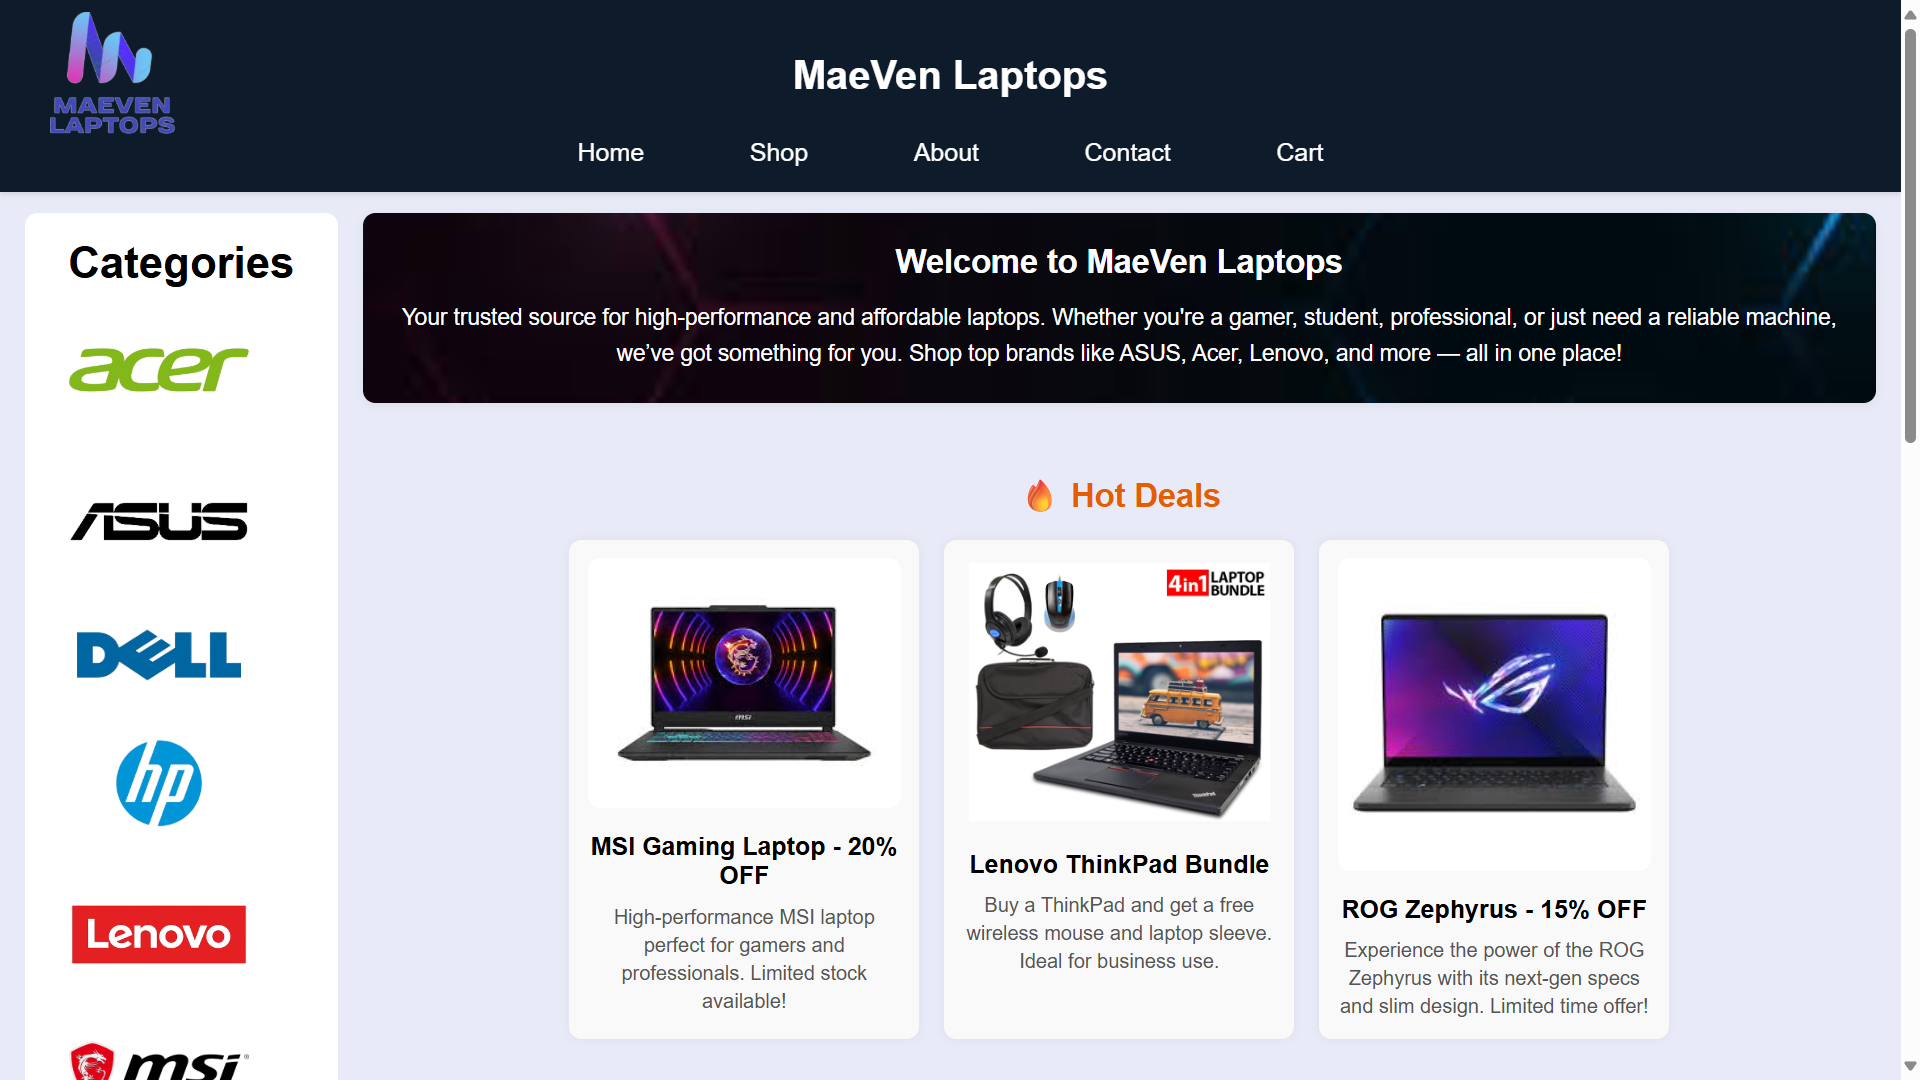 MAEVEN
LAPTOPS
MaeVen Laptops
Home
Shop
About
Contact
Cart
Categories
acer
ASUS
DELL
hp
Lenovo
msi
Welcome to MaeVen Laptops
Your trusted source for high-performance and affordable laptops. Whether you're a gamer, student, professional, or just need a reliable machine,
we’ve got something for you. Shop top brands like ASUS, Acer, Lenovo, and more — all in one place!
🔥 Hot Deals
msi
MSI Gaming Laptop - 20%
OFF
High-performance MSI laptop
perfect for gamers and
professionals. Limited stock
available!
4in1 LAPTOP
BUNDLE
ThinkPad
Lenovo ThinkPad Bundle
Buy a ThinkPad and get a free
wireless mouse and laptop sleeve.
Ideal for business use.
ROG Zephyrus - 15% OFF
Experience the power of the ROG
Zephyrus with its next-gen specs
and slim design. Limited time offer!